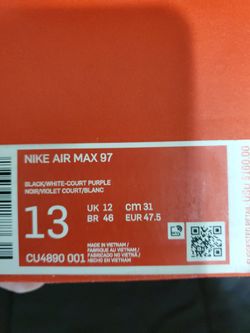 NIKE AIR MAX 97
BLACK/WHITE-COURT PURPLE
NOIR/VIOLET COURT/BLANC
13
UK 12
CM 31
BR 46
EUR 47.5
MADE IN VIETNAM /
FABRIQUE AU VIETNAM /
FABRICADO NO VIETNÃ /
HECHO EN VIETNAM
CU4890 001